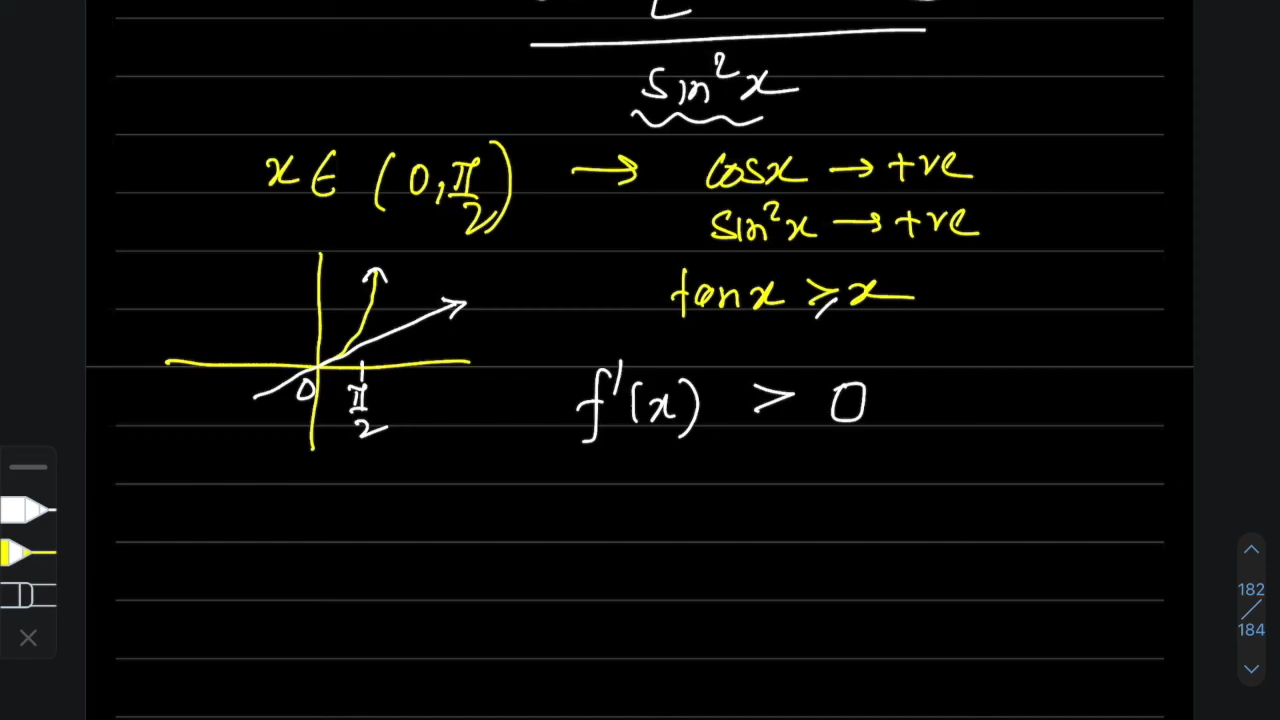 sin²x
x ∈ (0, π/2) → cosx → +ve
sin²x → +ve
tanx ≥ x
0
π/2
f'(x) > 0
182
184